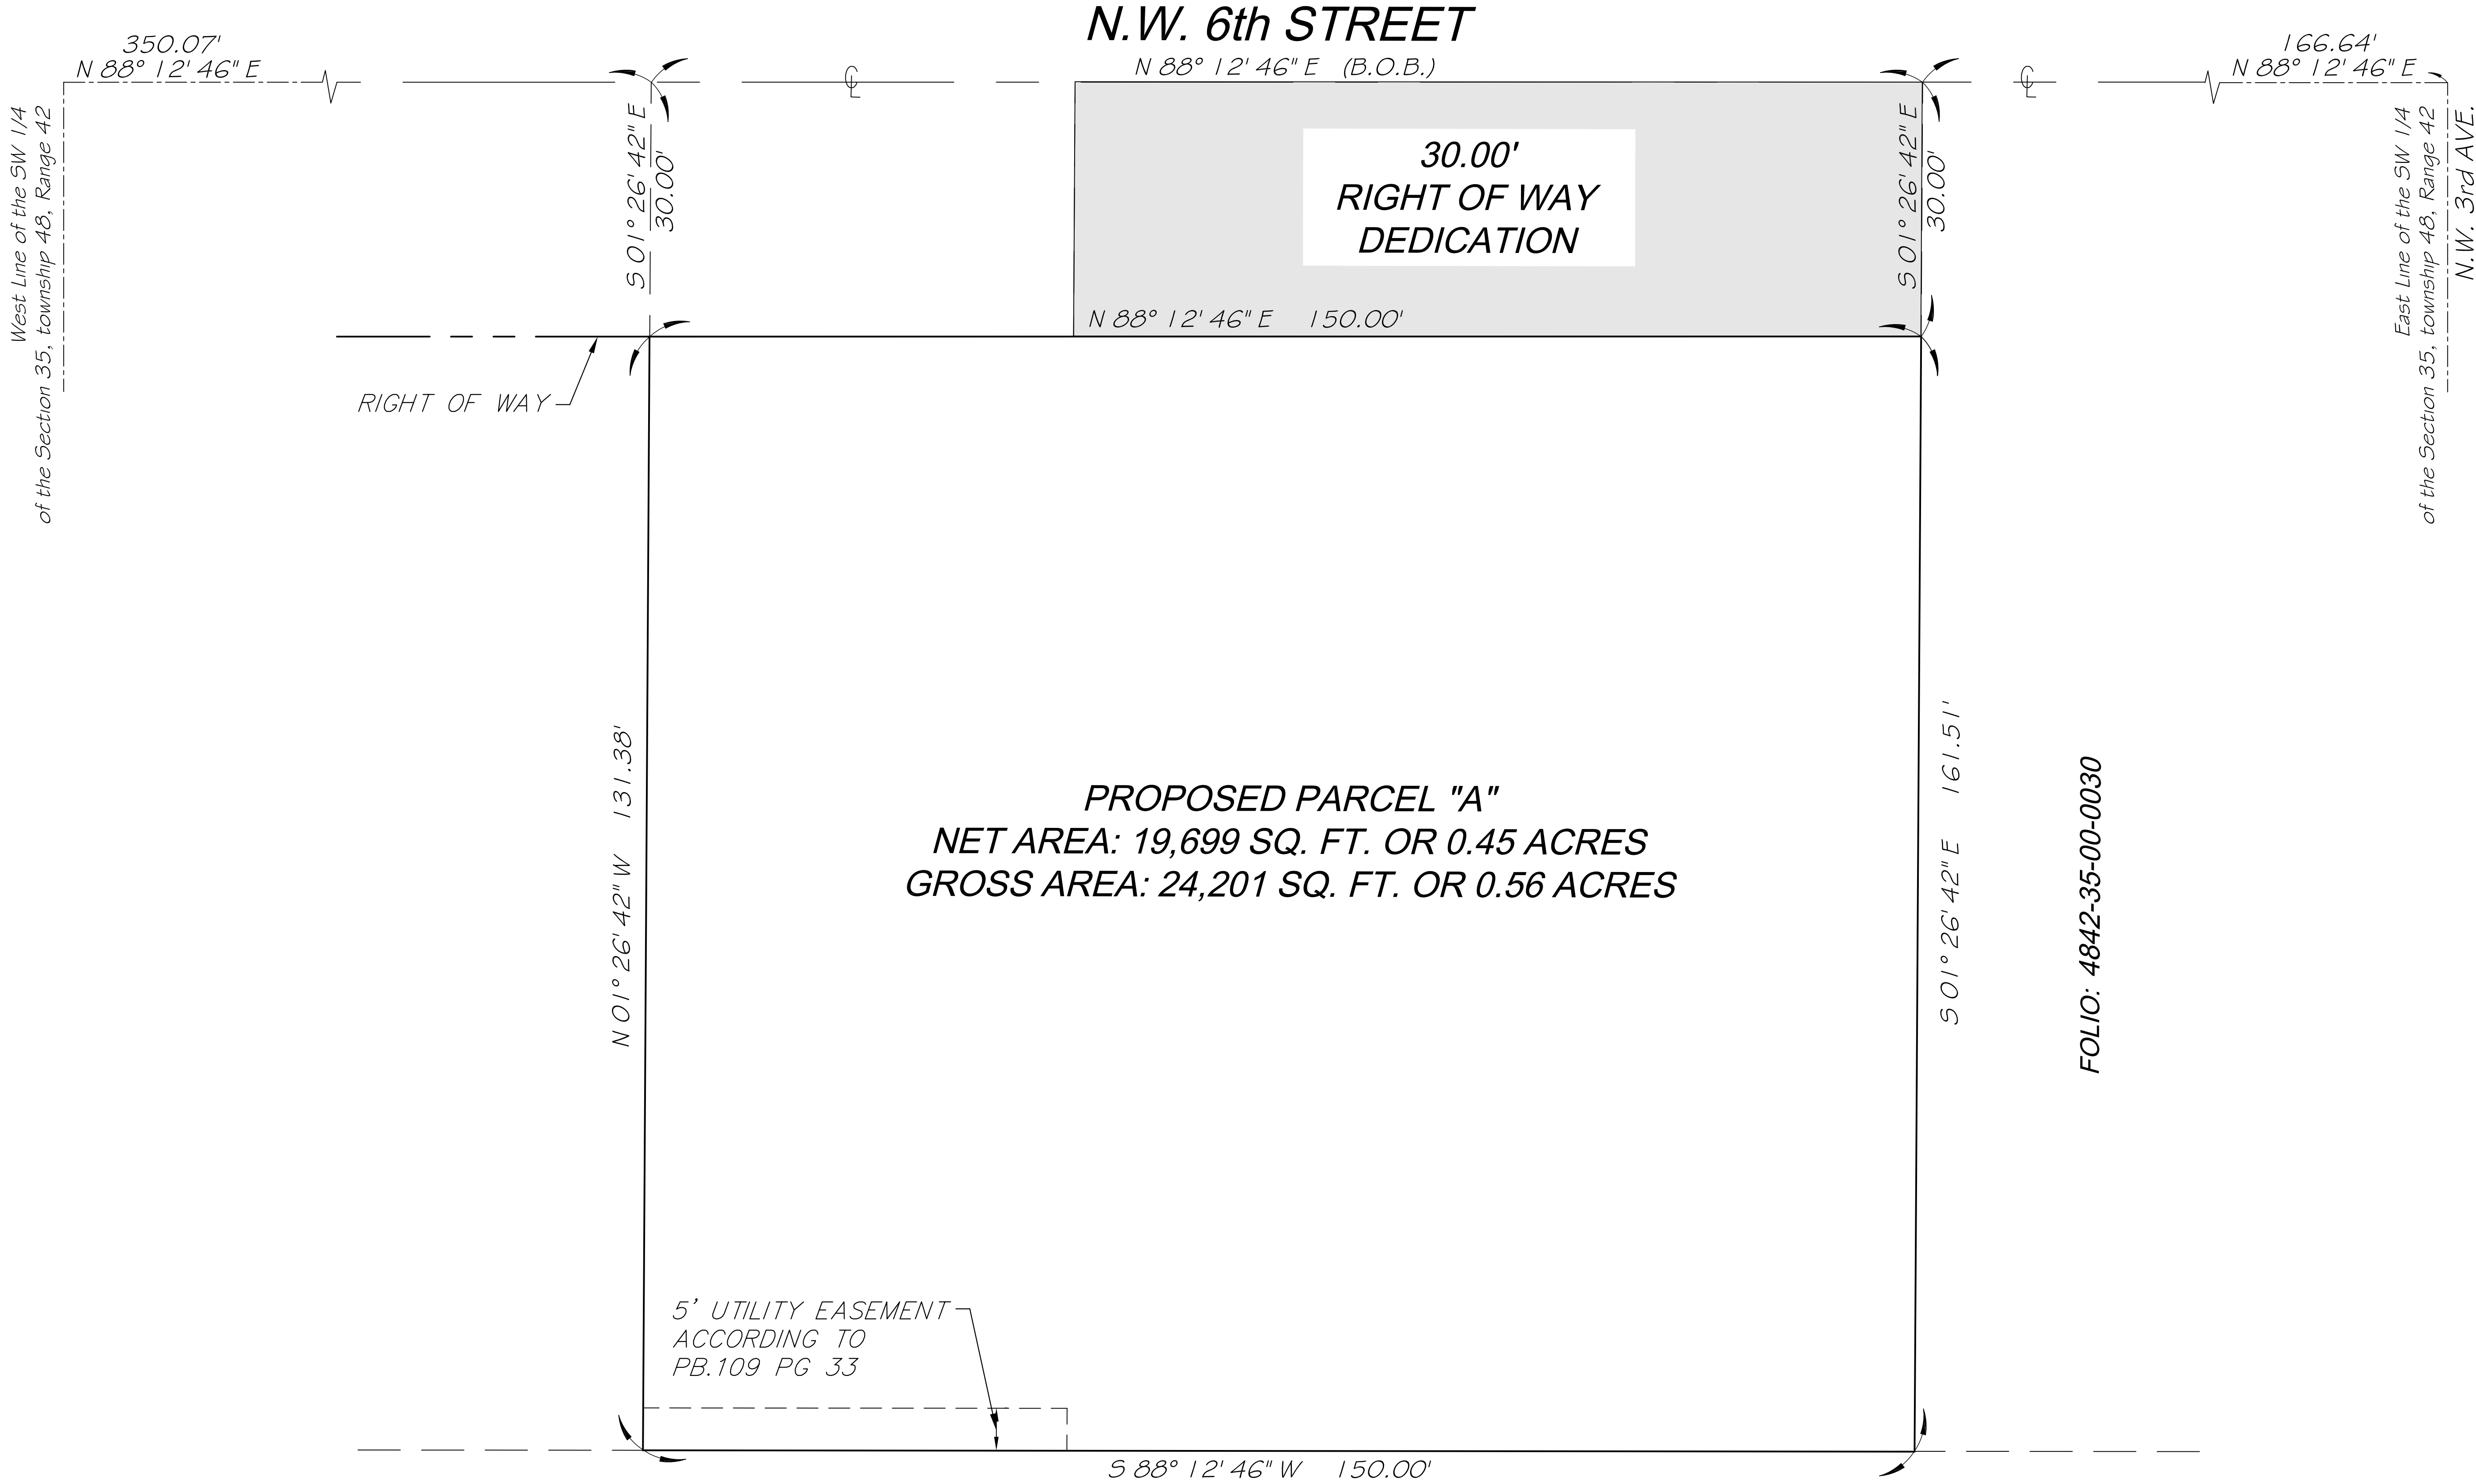 N.W. 6th STREET
350.07'
N 88° 12' 46" E
N 88° 12' 46" E (B.O.B.)
166.64'
N 88° 12' 46" E
West Line of the SW 1/4
of the Section 35, township 48, Range 42
S 01° 26' 42" E
30.00'
30.00'
RIGHT OF WAY
DEDICATION
S 01° 26' 42" E
30.00'
East Line of the SW 1/4
of the Section 35, township 48, Range 42
N.W. 3rd AVE.
N 88° 12' 46" E 150.00'
RIGHT OF WAY
N 01° 26' 42" W 131.38'
PROPOSED PARCEL "A"
NET AREA: 19,699 SQ. FT. OR 0.45 ACRES
GROSS AREA: 24,201 SQ. FT. OR 0.56 ACRES
S 01° 26' 42" E 161.51'
FOLIO: 4842-35-00-0030
5' UTILITY EASEMENT
ACCORDING TO
PB.109 PG 33
S 88° 12' 46" W 150.00'